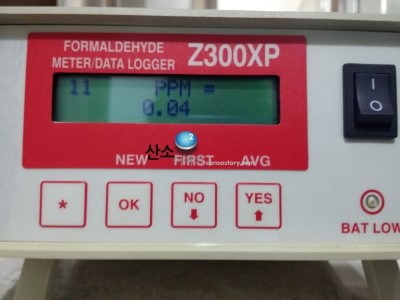 FORMALDEHYDE
METER/DATA LOGGER Z300XP
11 PPM =
0.04
산소 2
NEW FIRST AVG
* OK NO YES
BAT LOW